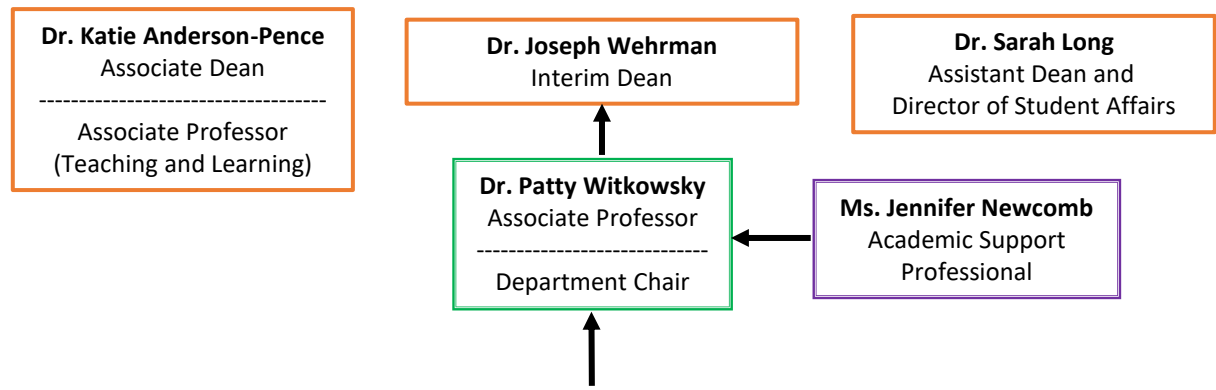 Dr. Katie Anderson-Pence
Associate Dean
------------------------------------
Associate Professor
(Teaching and Learning)
Dr. Joseph Wehrman
Interim Dean
Dr. Sarah Long
Assistant Dean and
Director of Student Affairs
Dr. Patty Witkowsky
Associate Professor
-----------------------------
Department Chair
Ms. Jennifer Newcomb
Academic Support
Professional